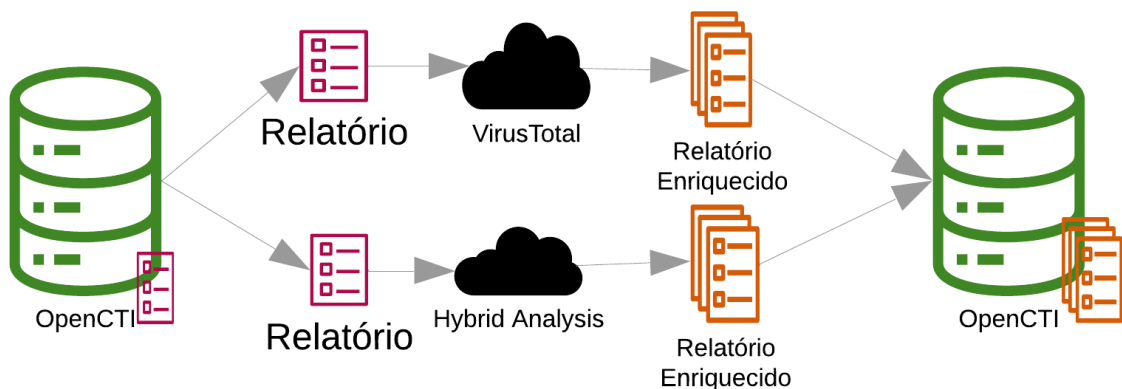 Relatório
VirusTotal
Relatório
Enriquecido
OpenCTI
Relatório
Hybrid Analysis
Relatório
Enriquecido
OpenCTI